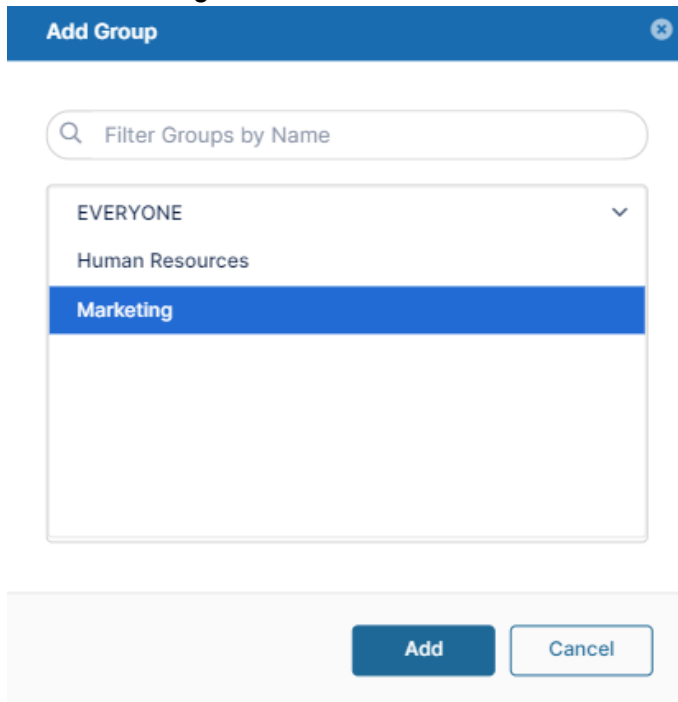 Add Group
Filter Groups by Name
EVERYONE
Human Resources
Marketing
Add Cancel